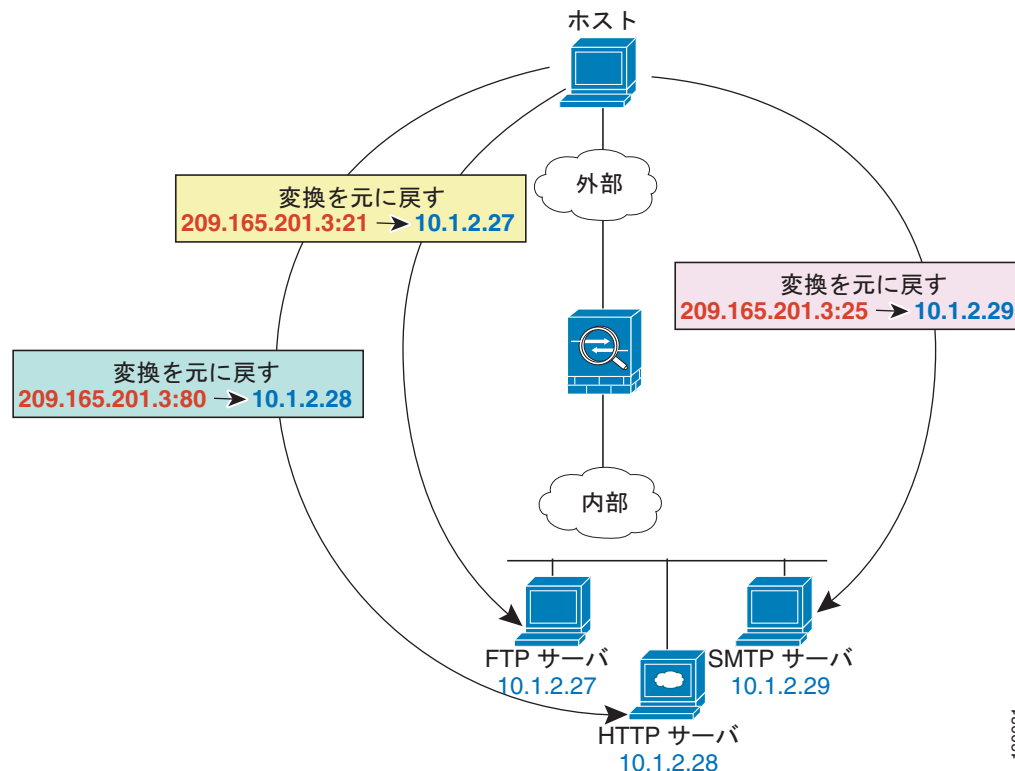 ホスト
外部
変換を元に戻す
209.165.201.3:21 → 10.1.2.27
変換を元に戻す
209.165.201.3:25 → 10.1.2.29
変換を元に戻す
209.165.201.3:80 → 10.1.2.28
内部
FTP サーバ
10.1.2.27
SMTP サーバ
10.1.2.29
HTTP サーバ
10.1.2.28